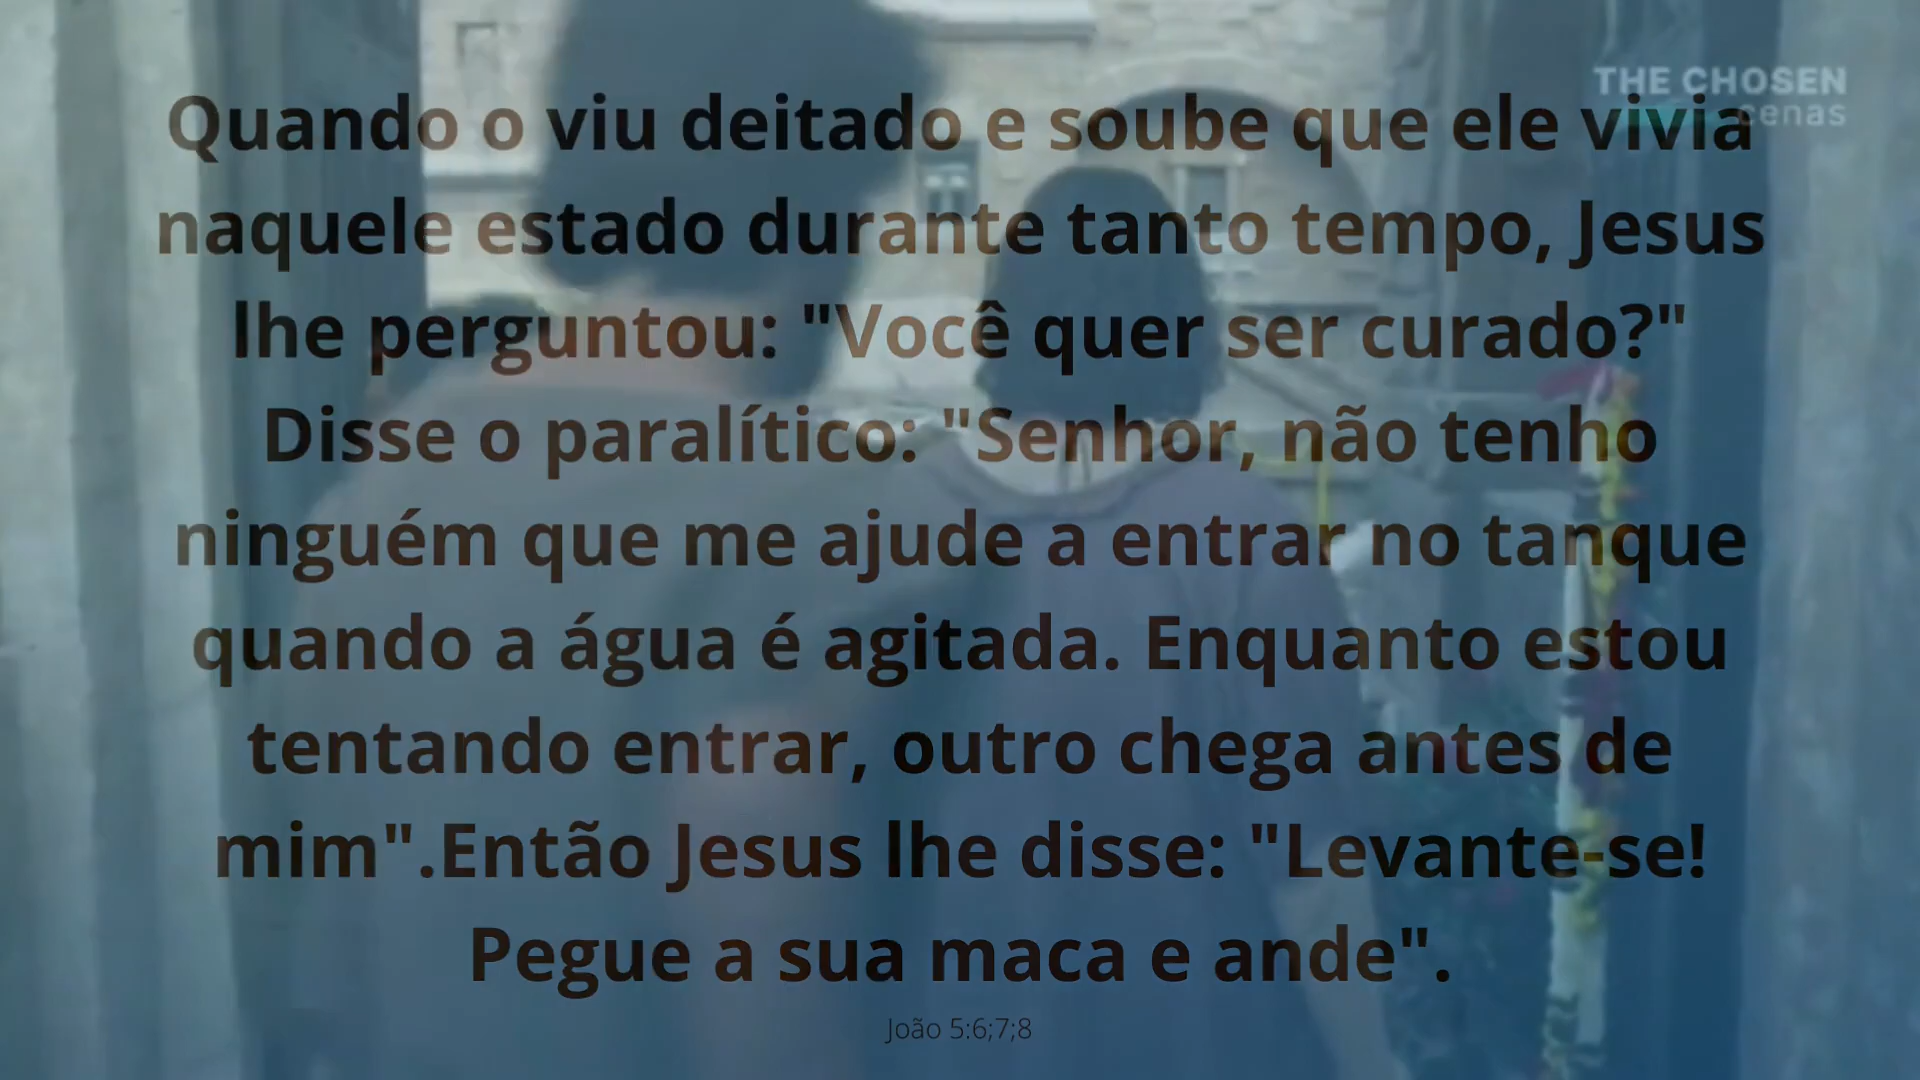 THE CHOSEN
cenas
Quando o viu deitado e soube que ele vivia
naquele estado durante tanto tempo, Jesus
lhe perguntou: "Você quer ser curado?"
Disse o paralítico: "Senhor, não tenho
ninguém que me ajude a entrar no tanque
quando a água é agitada. Enquanto estou
tentando entrar, outro chega antes de
mim".Então Jesus lhe disse: "Levante-se!
Pegue a sua maca e ande".
João 5:6;7;8